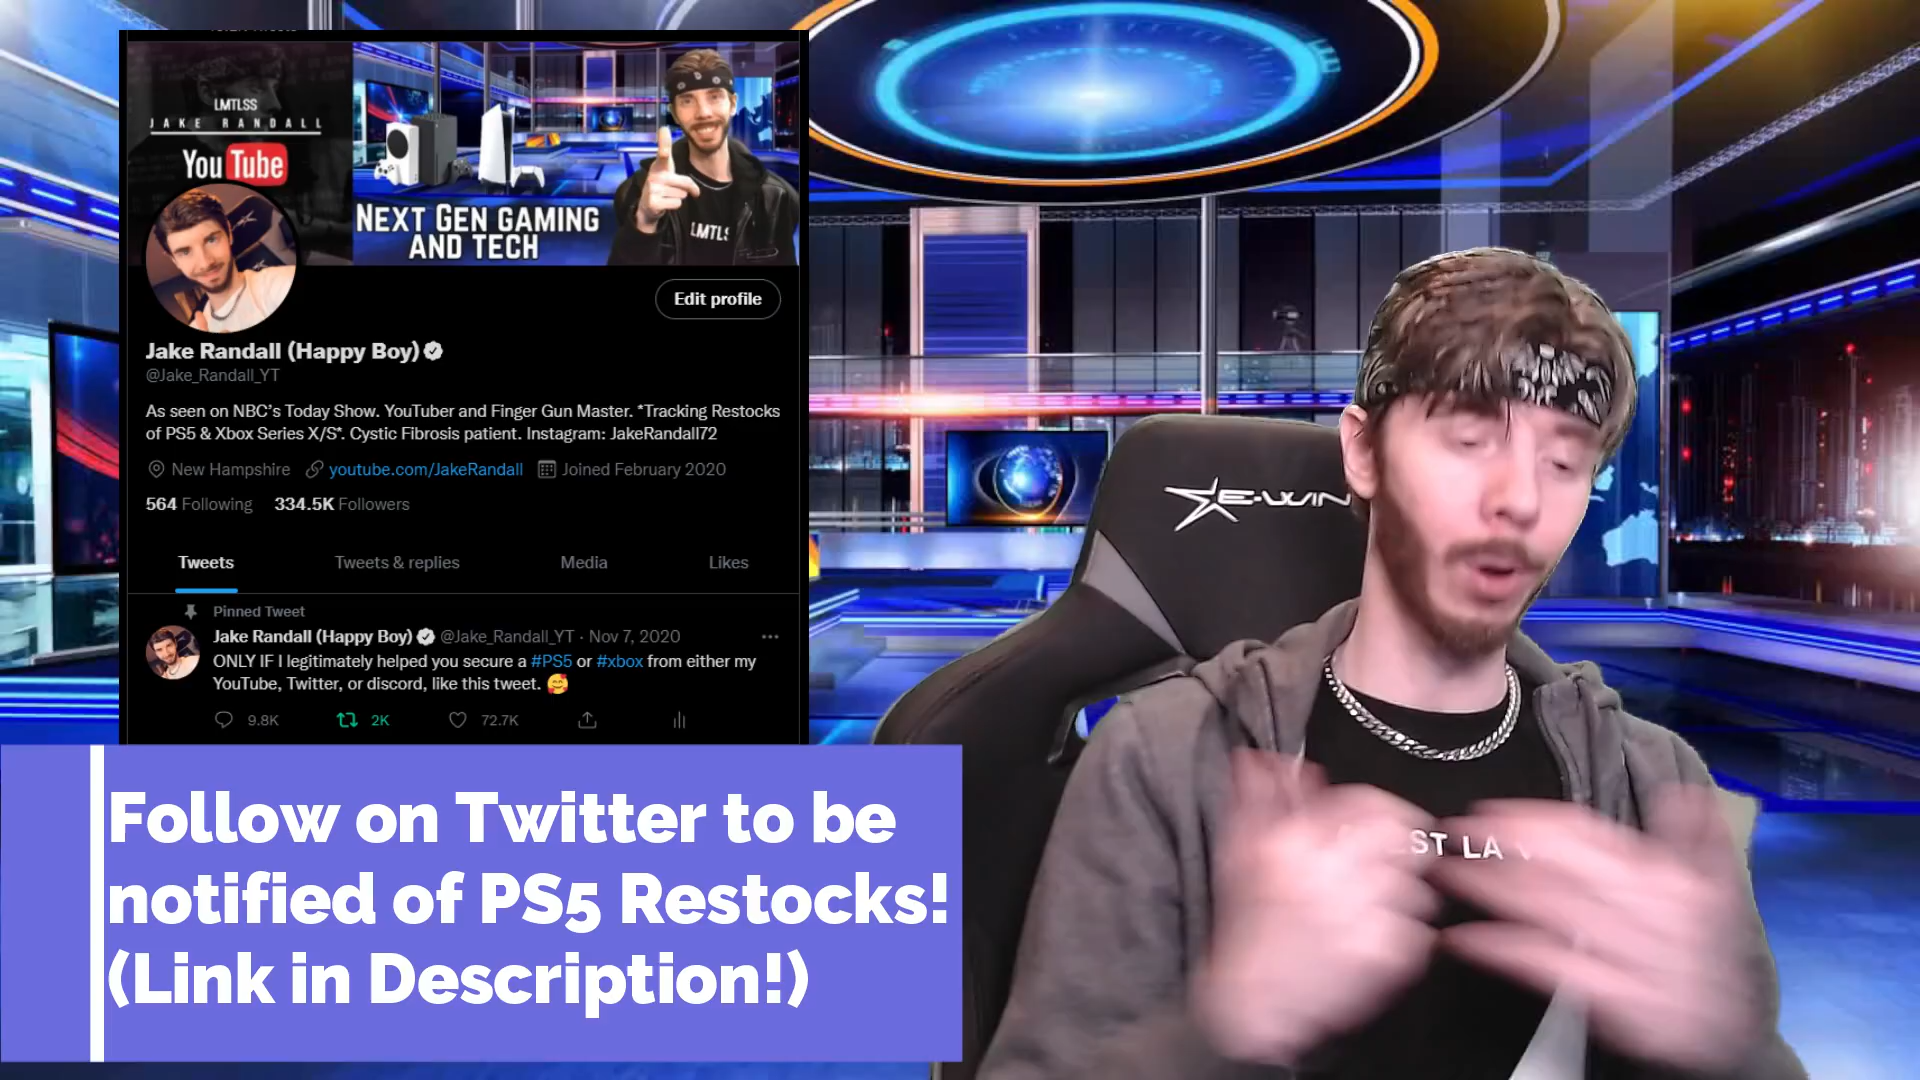 LMTLSS
JAKE RANDALL
YouTube
NEXT GEN GAMING
AND TECH
LMTLS
Edit profile
Jake Randall (Happy Boy)
@Jake_Randall_YT
As seen on NBC's Today Show. YouTuber and Finger Gun Master. *Tracking Restocks
of PS5 & Xbox Series X/S*. Cystic Fibrosis patient. Instagram: JakeRandall72
New Hampshire youtube.com/JakeRandall Joined February 2020
564 Following 334.5K Followers
Tweets Tweets & replies Media Likes
Pinned Tweet
Jake Randall (Happy Boy) @Jake_Randall_YT · Nov 7, 2020
ONLY IF I legitimately helped you secure a #PS5 or #xbox from either my
YouTube, Twitter, or discord, like this tweet. 🥰
9.8K 2K 72.7K
Follow on Twitter to be
notified of PS5 Restocks!
(Link in Description!)
E-WIN
ST LA